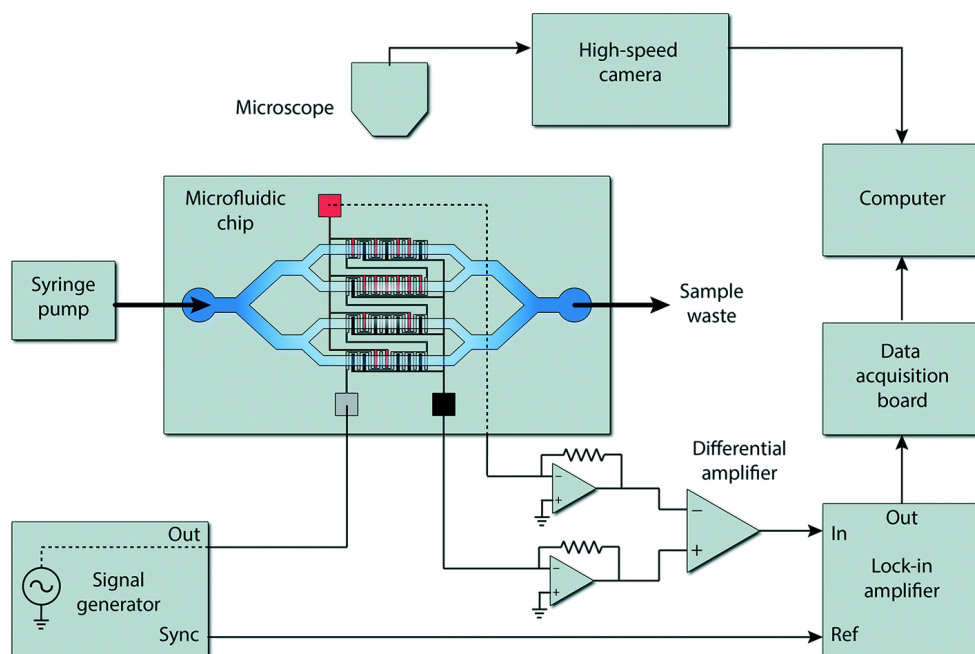 High-speed
camera
Microscope
Microfluidic
chip
Computer
Syringe
pump
Sample
waste
Data
acquisition
board
Differential
amplifier
−
+
−
+
−
+
Out
Signal
generator
Sync
Out
In
Lock-in
amplifier
Ref